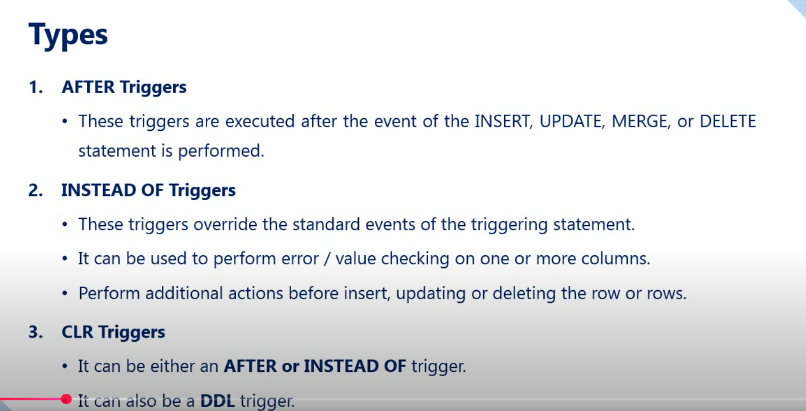 Types
1. AFTER Triggers
• These triggers are executed after the event of the INSERT, UPDATE, MERGE, or DELETE
statement is performed.
2. INSTEAD OF Triggers
• These triggers override the standard events of the triggering statement.
• It can be used to perform error / value checking on one or more columns.
• Perform additional actions before insert, updating or deleting the row or rows.
3. CLR Triggers
• It can be either an AFTER or INSTEAD OF trigger.
It can also be a DDL trigger.